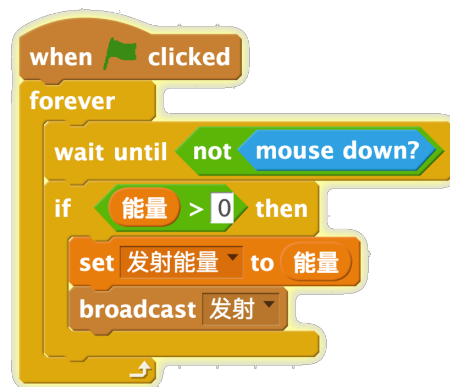 when clicked
forever
wait until not mouse down?
if 能量 > 0 then
set 发射能量 to 能量
broadcast 发射